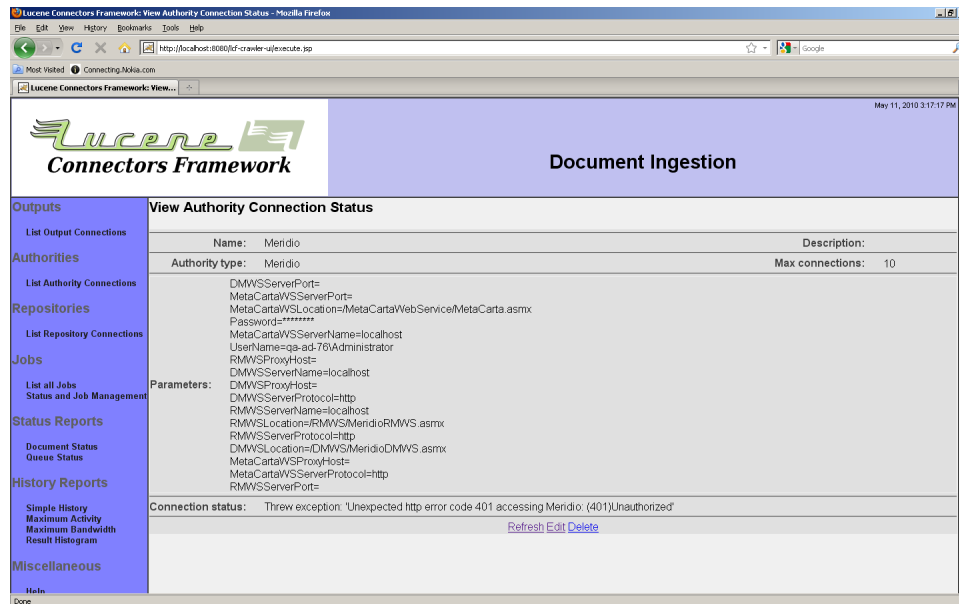 Lucene Connectors Framework: View Authority Connection Status - Mozilla Firefox
File Edit View History Bookmarks Tools Help
http://localhost:8080/lcf-crawler-ui/execute.jsp
Google
Most Visited Connecting.Nokia.com
Lucene Connectors Framework: View...
May 11, 2010 3:17:17 PM
Lucene
Connectors Framework
Document Ingestion
Outputs
List Output Connections
Authorities
List Authority Connections
Repositories
List Repository Connections
Jobs
List all Jobs
Status and Job Management
Status Reports
Document Status
Queue Status
History Reports
Simple History
Maximum Activity
Maximum Bandwidth
Result Histogram
Miscellaneous
Help
View Authority Connection Status
Name: Meridio Description:
Authority type: Meridio Max connections: 10
Parameters:
DMWSServerPort=
MetaCartaWSServerPort=
MetaCartaWSLocation=/MetaCartaWebService/MetaCarta.asmx
Password=********
MetaCartaWSServerName=localhost
UserName=qa-ad-76\Administrator
RMWSProxyHost=
DMWSServerName=localhost
DMWSProxyHost=
DMWSServerProtocol=http
RMWSServerName=localhost
RMWSLocation=/RMWS/MeridioRMWS.asmx
RMWSServerProtocol=http
DMWSLocation=/DMWS/MeridioDMWS.asmx
MetaCartaWSProxyHost=
MetaCartaWSServerProtocol=http
RMWSServerPort=
Connection status: Threw exception: 'Unexpected http error code 401 accessing Meridio: (401)Unauthorized'
Refresh Edit Delete
Done